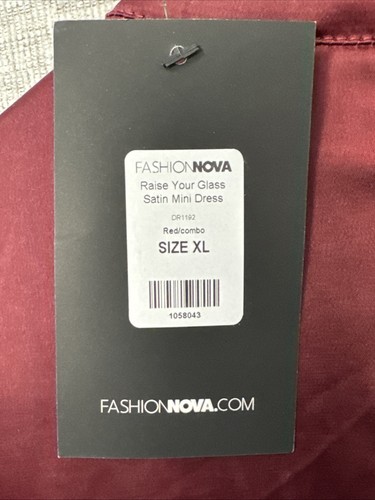 FASHIONNOVA
Raise Your Glass
Satin Mini Dress
DR1192
Red/combo
SIZE XL
1058043
FASHIONNOVA.COM